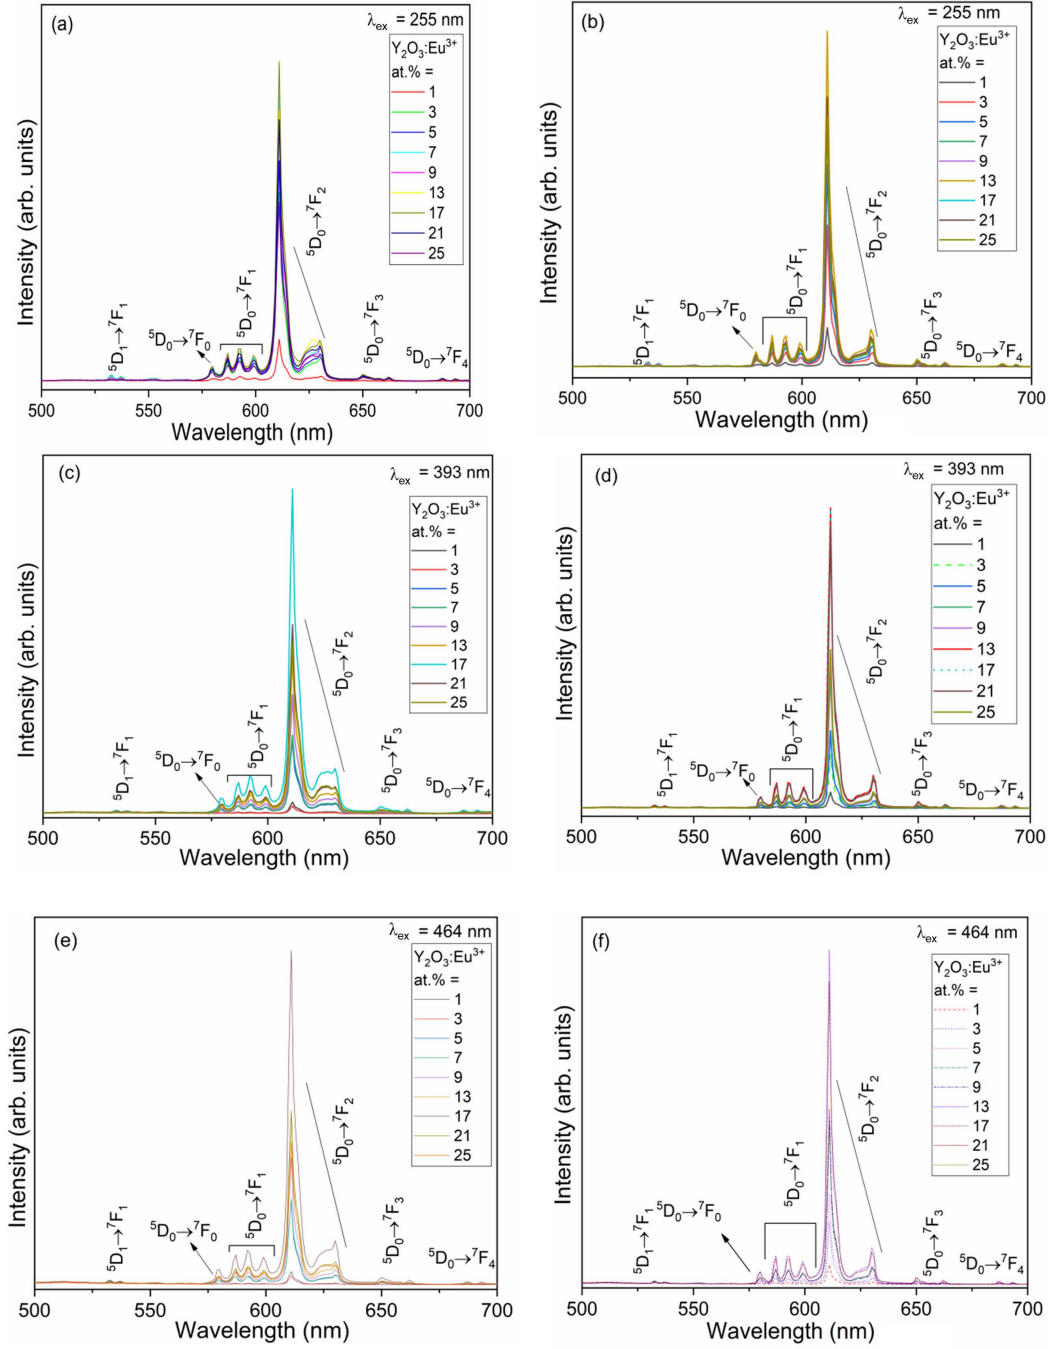 (a)
λex = 255 nm
Y2O3:Eu3+
at.% =
1
3
5
7
9
13
17
21
25
5D1→7F1
5D0→7F0
5D0→7F1
5D0→7F2
5D0→7F3
5D0→7F4
Intensity (arb. units)
500 550 600 650 700
Wavelength (nm)
(b)
λex = 255 nm
Y2O3:Eu3+
at.% =
1
3
5
7
9
13
17
21
25
5D1→7F1
5D0→7F0
5D0→7F1
5D0→7F2
5D0→7F3
5D0→7F4
Intensity (arb. units)
500 550 600 650 700
Wavelength (nm)
(c)
λex = 393 nm
Y2O3:Eu3+
at.% =
1
3
5
7
9
13
17
21
25
5D1→7F1
5D0→7F0
5D0→7F1
5D0→7F2
5D0→7F3
5D0→7F4
Intensity (arb. units)
500 550 600 650 700
Wavelength (nm)
(d)
λex = 393 nm
Y2O3:Eu3+
at.% =
1
3
5
7
9
13
17
21
25
5D1→7F1
5D0→7F0
5D0→7F1
5D0→7F2
5D0→7F3
5D0→7F4
Intensity (arb. units)
500 550 600 650 700
Wavelength (nm)
(e)
λex = 464 nm
Y2O3:Eu3+
at.% =
1
3
5
7
9
13
17
21
25
5D1→7F1
5D0→7F0
5D0→7F1
5D0→7F2
5D0→7F3
5D0→7F4
Intensity (arb. units)
500 550 600 650 700
Wavelength (nm)
(f)
λex = 464 nm
Y2O3:Eu3+
at.% =
1
3
5
7
9
13
17
21
25
5D1→7F1
5D0→7F0
5D0→7F1
5D0→7F2
5D0→7F3
5D0→7F4
Intensity (arb. units)
500 550 600 650 700
Wavelength (nm)